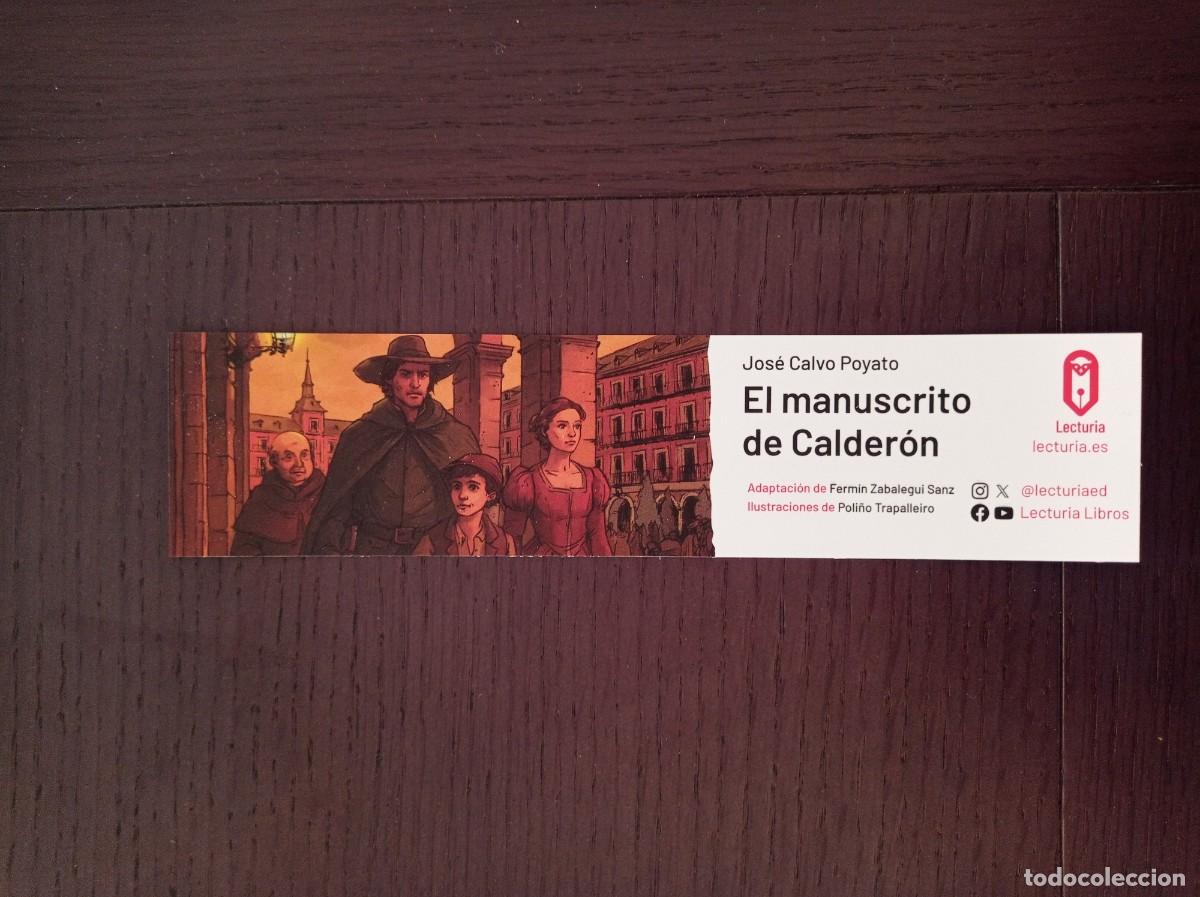 José Calvo Poyato
El manuscrito
de Calderón
Adaptación de Fermín Zabalegui Sanz
Ilustraciones de Poliño Trapalleiro
Lecturia
lecturia.es
@lecturiaed
Lecturia Libros
todocoleccion